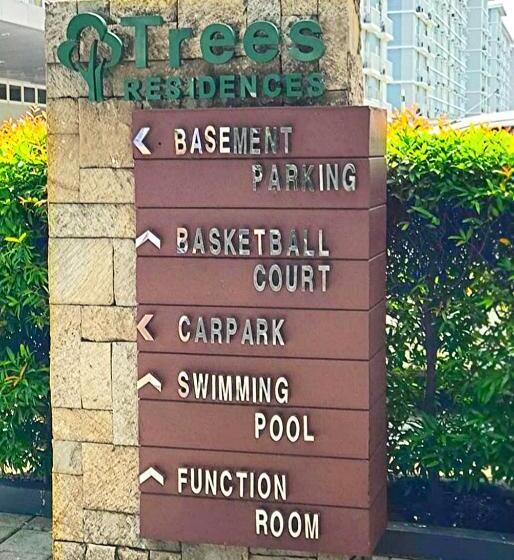 Trees
RESIDENCES
BASEMENT
PARKING
BASKETBALL
COURT
CARPARK
SWIMMING
POOL
FUNCTION
ROOM